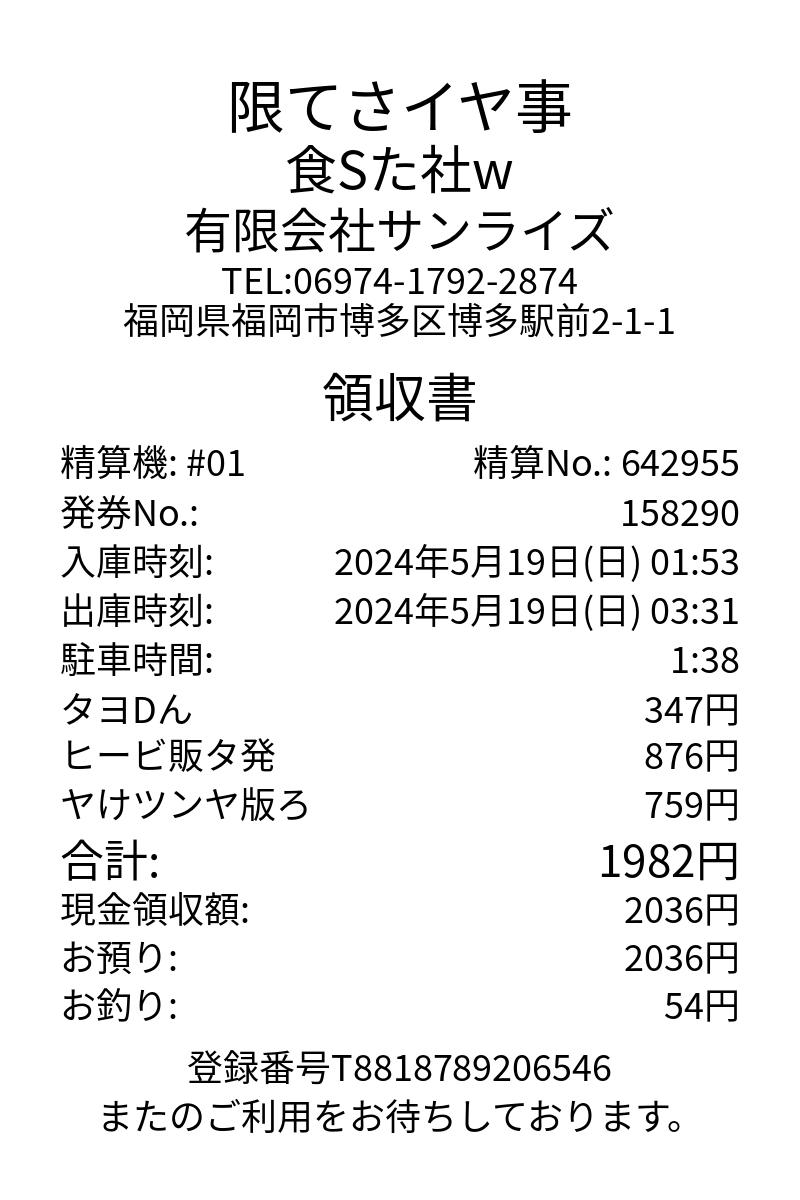 限てさイヤ事
食Sた社w
有限会社サンライズ
TEL:06974-1792-2874
福岡県福岡市博多区博多駅前2-1-1
領収書
精算機: #01 精算No.: 642955
発券No.: 158290
入庫時刻: 2024年5月19日(日) 01:53
出庫時刻: 2024年5月19日(日) 03:31
駐車時間: 1:38
タヨDん 347円
ヒービ販タ発 876円
ヤけツンヤ版ろ 759円
合計: 1982円
現金領収額: 2036円
お預り: 2036円
お釣り: 54円
登録番号T8818789206546
またのご利用をお待ちしております。